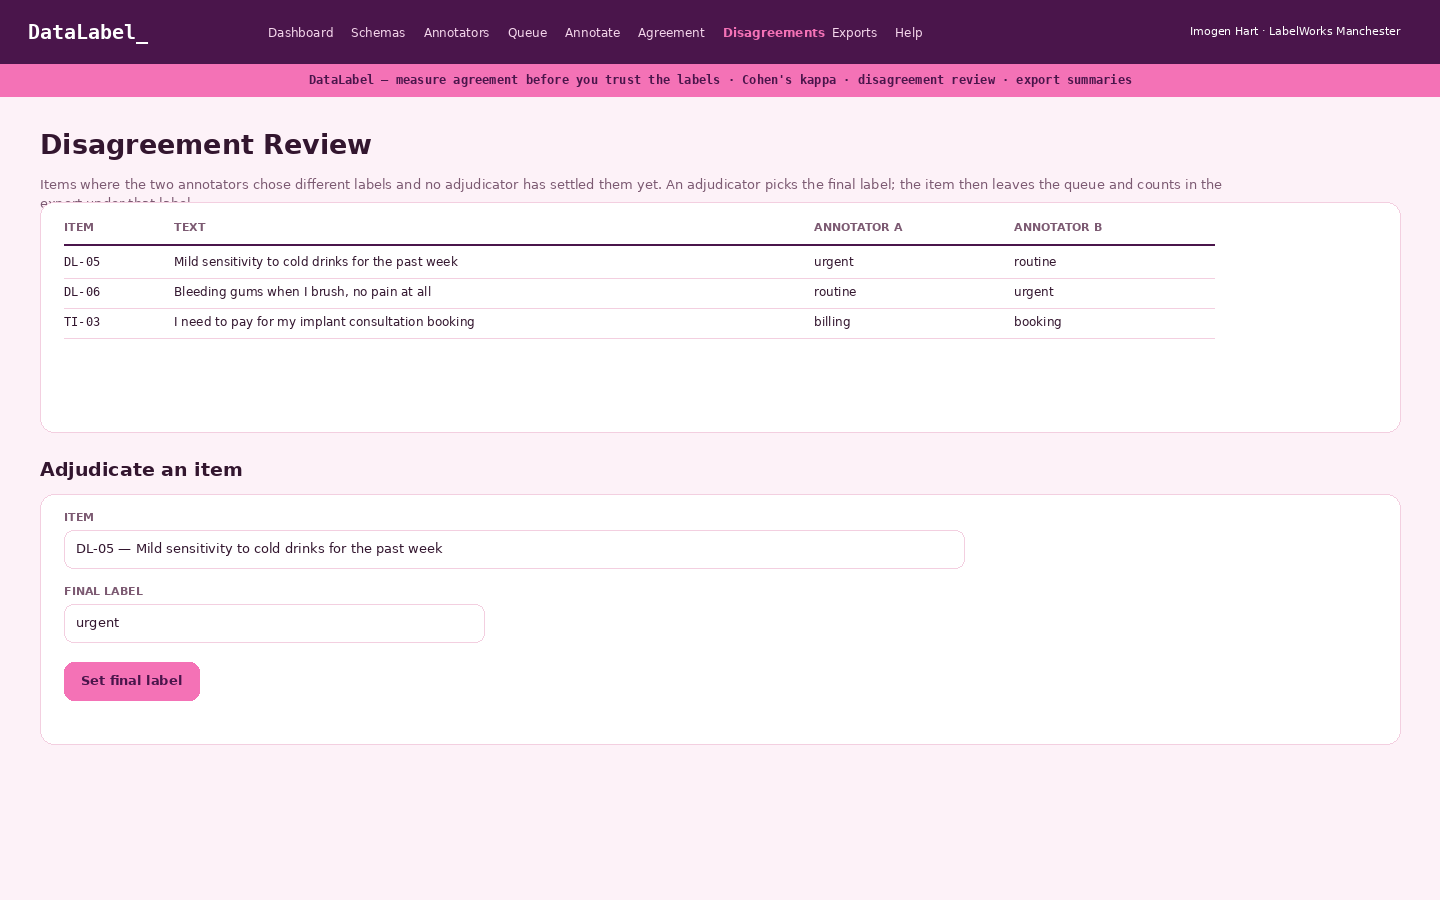 DataLabel_
Dashboard Schemas Annotators Queue Annotate Agreement Disagreements Exports Help
Imogen Hart · LabelWorks Manchester
DataLabel — measure agreement before you trust the labels · Cohen's kappa · disagreement review · export summaries
Disagreement Review
Items where the two annotators chose different labels and no adjudicator has settled them yet. An adjudicator picks the final label; the item then leaves the queue and counts in the
export under that label.
ITEM TEXT ANNOTATOR A ANNOTATOR B
DL-05 Mild sensitivity to cold drinks for the past week urgent routine
DL-06 Bleeding gums when I brush, no pain at all routine urgent
TI-03 I need to pay for my implant consultation booking billing booking
Adjudicate an item
ITEM
DL-05 — Mild sensitivity to cold drinks for the past week
FINAL LABEL
urgent
Set final label